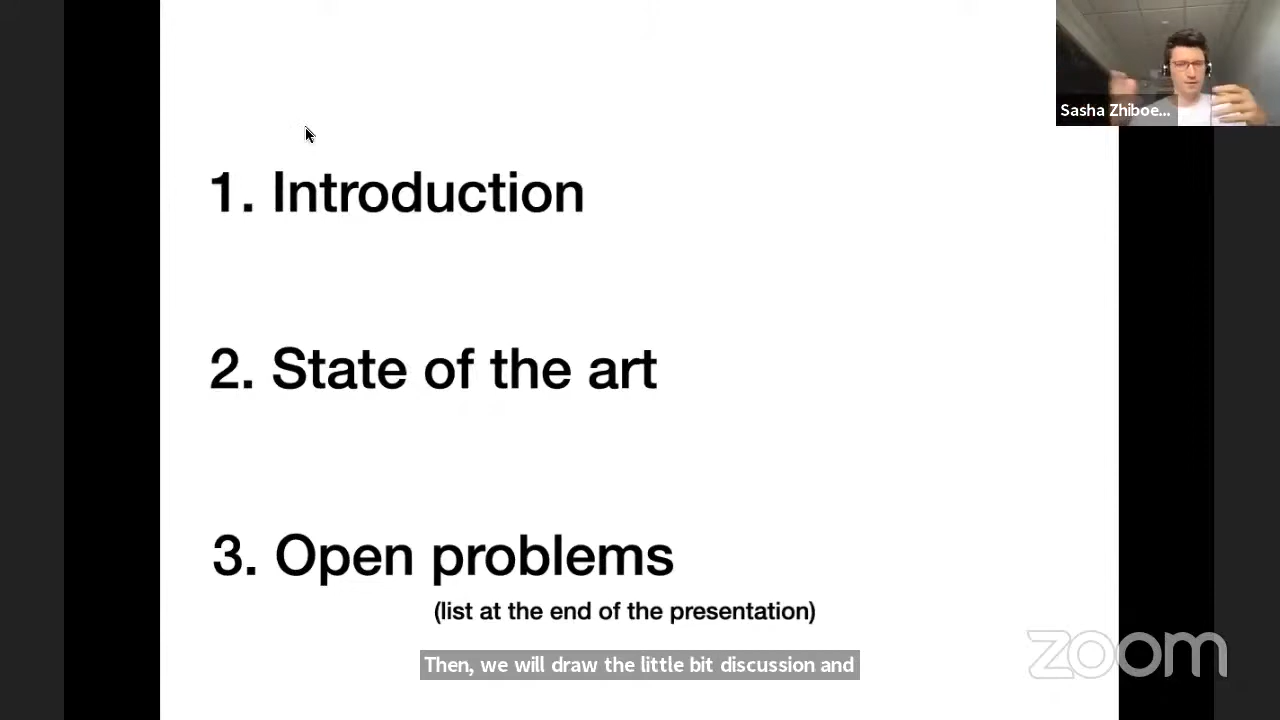 Sasha Zhiboe...
1. Introduction
2. State of the art
3. Open problems
(list at the end of the presentation)
Then, we will draw the little bit discussion and
zoom